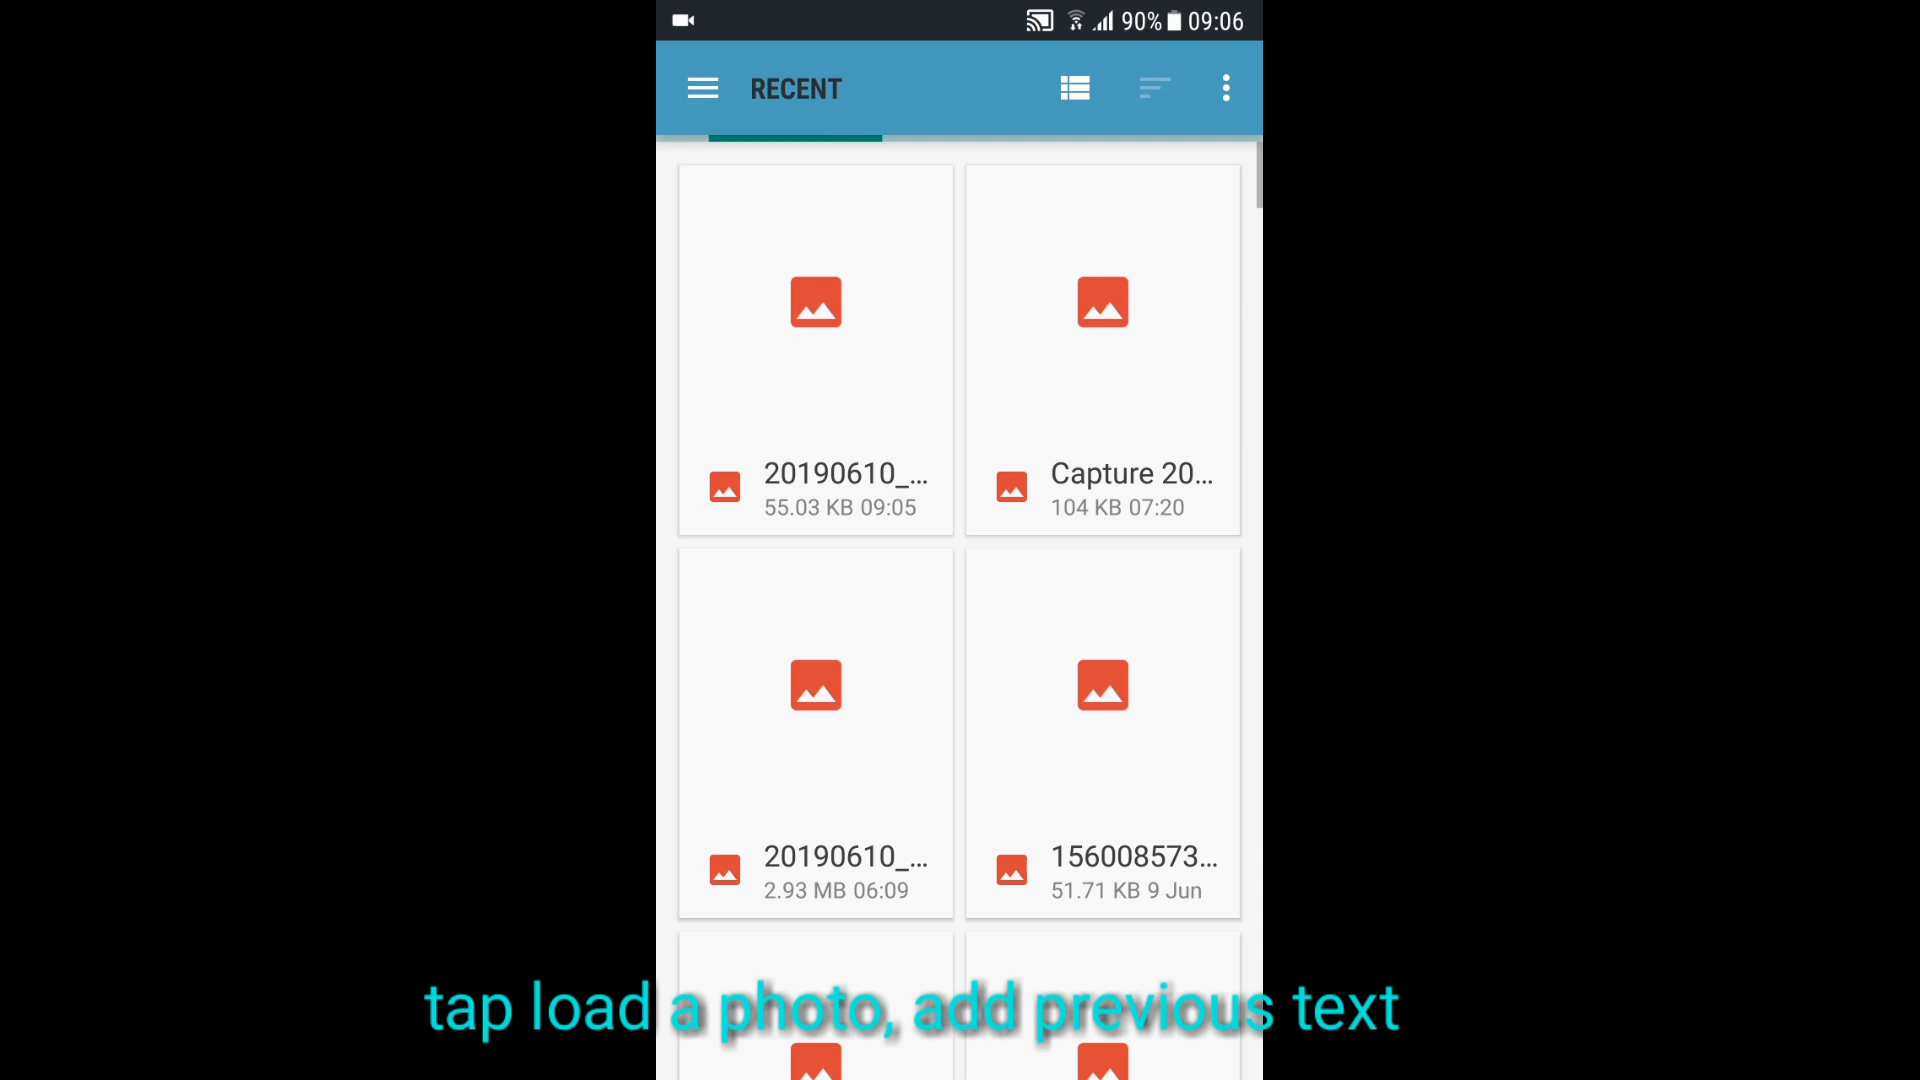 90% 09:06
RECENT
20190610_...
55.03 KB 09:05
Capture 20...
104 KB 07:20
20190610_...
2.93 MB 06:09
156008573...
51.71 KB 9 Jun
tap load a photo, add previous text